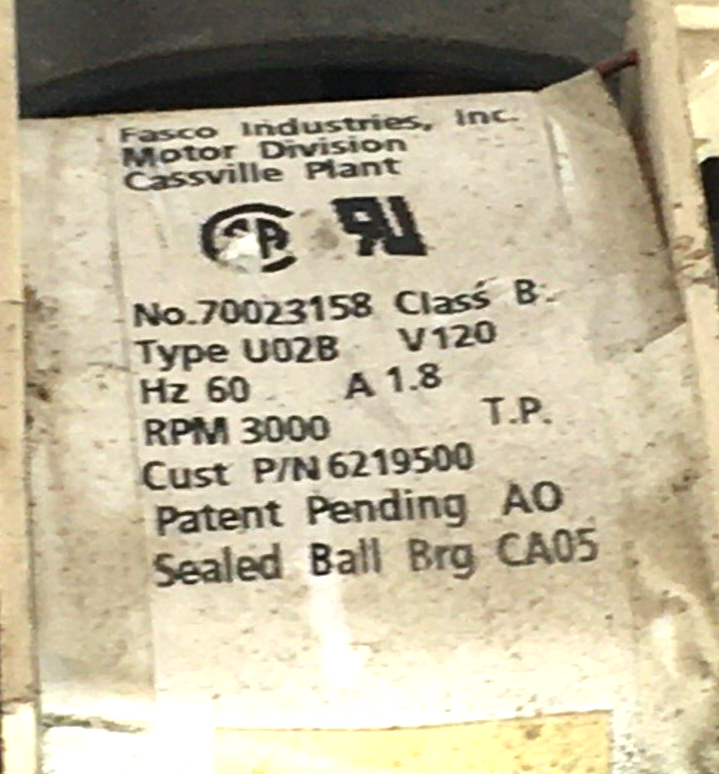 Fasco Industries, Inc.
Motor Division
Cassville Plant
No.70023158 Class B
Type U02B V120
Hz 60 A 1.8
RPM 3000 T.P.
Cust P/N 6219500
Patent Pending AO
Sealed Ball Brg CA05